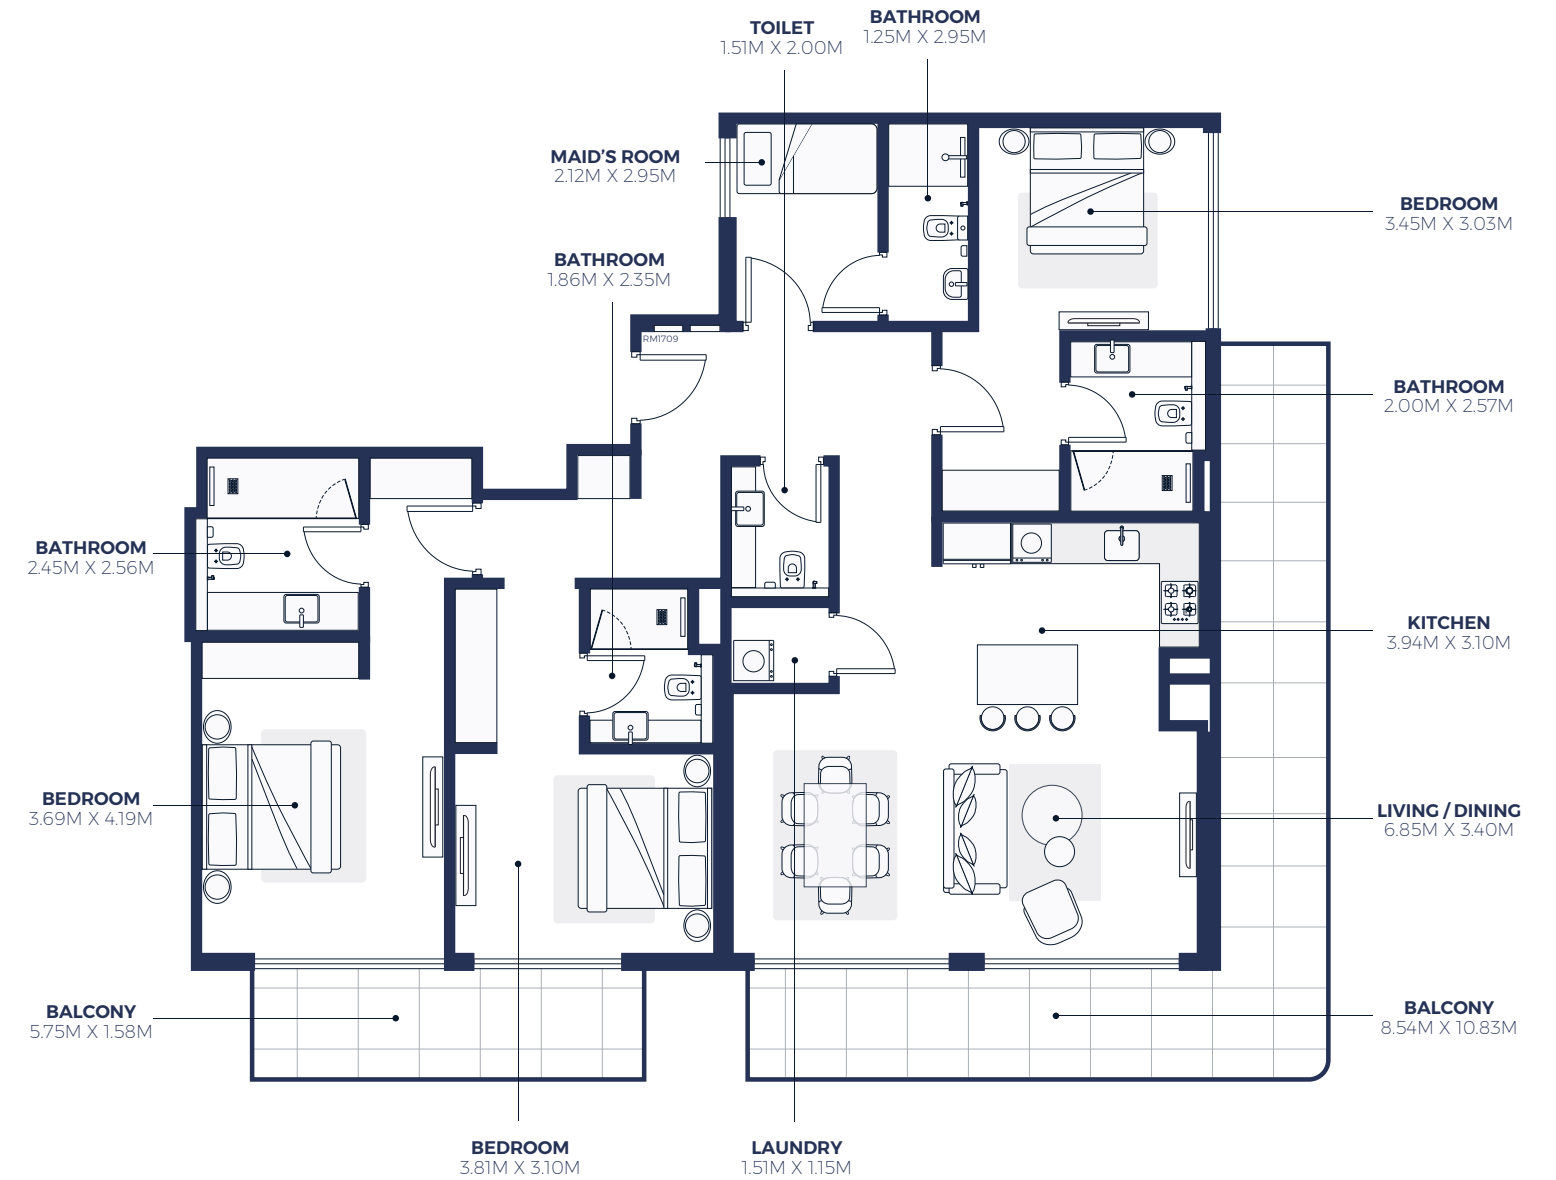 BATHROOM
1.25M X 2.95M
TOILET
1.51M X 2.00M
MAID'S ROOM
2.12M X 2.95M
BEDROOM
3.45M X 3.03M
BATHROOM
1.86M X 2.35M
RM1709
BATHROOM
2.00M X 2.57M
BATHROOM
2.45M X 2.56M
KITCHEN
3.94M X 3.10M
BEDROOM
3.69M X 4.19M
LIVING / DINING
6.85M X 3.40M
BALCONY
5.75M X 1.58M
BALCONY
8.54M X 10.83M
BEDROOM
3.81M X 3.10M
LAUNDRY
1.51M X 1.15M